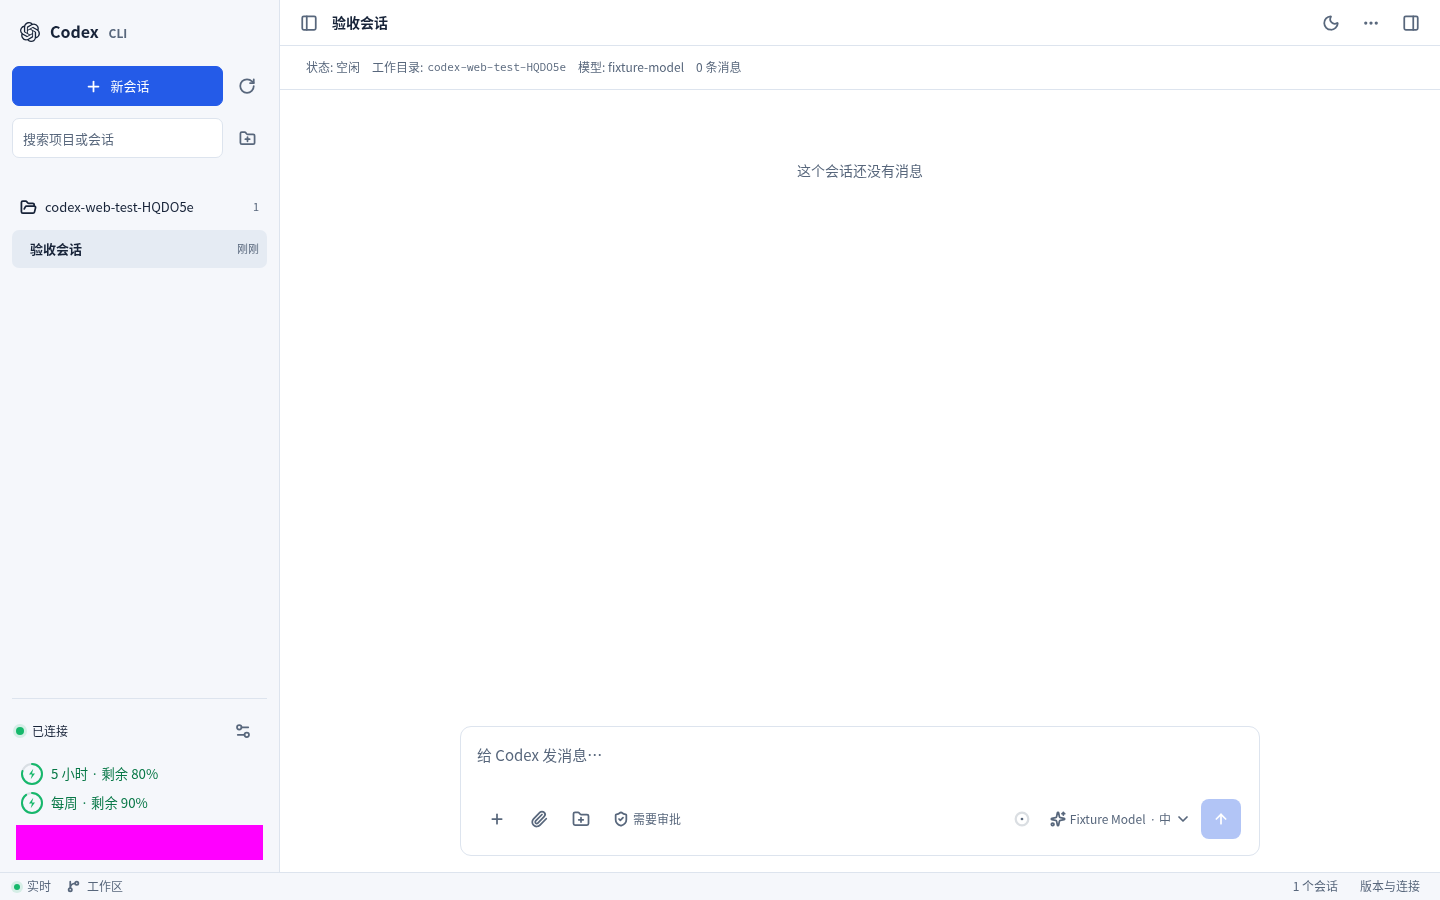 Codex CLI
新会话
搜索项目或会话
codex-web-test-HQDO5e 1
验收会话 刚刚
已连接
5 小时 · 剩余 80%
每周 · 剩余 90%
实时 工作区
验收会话
状态: 空闲 工作目录: codex-web-test-HQDO5e 模型: fixture-model 0 条消息
这个会话还没有消息
给 Codex 发消息…
需要审批 Fixture Model · 中
1 个会话 版本与连接